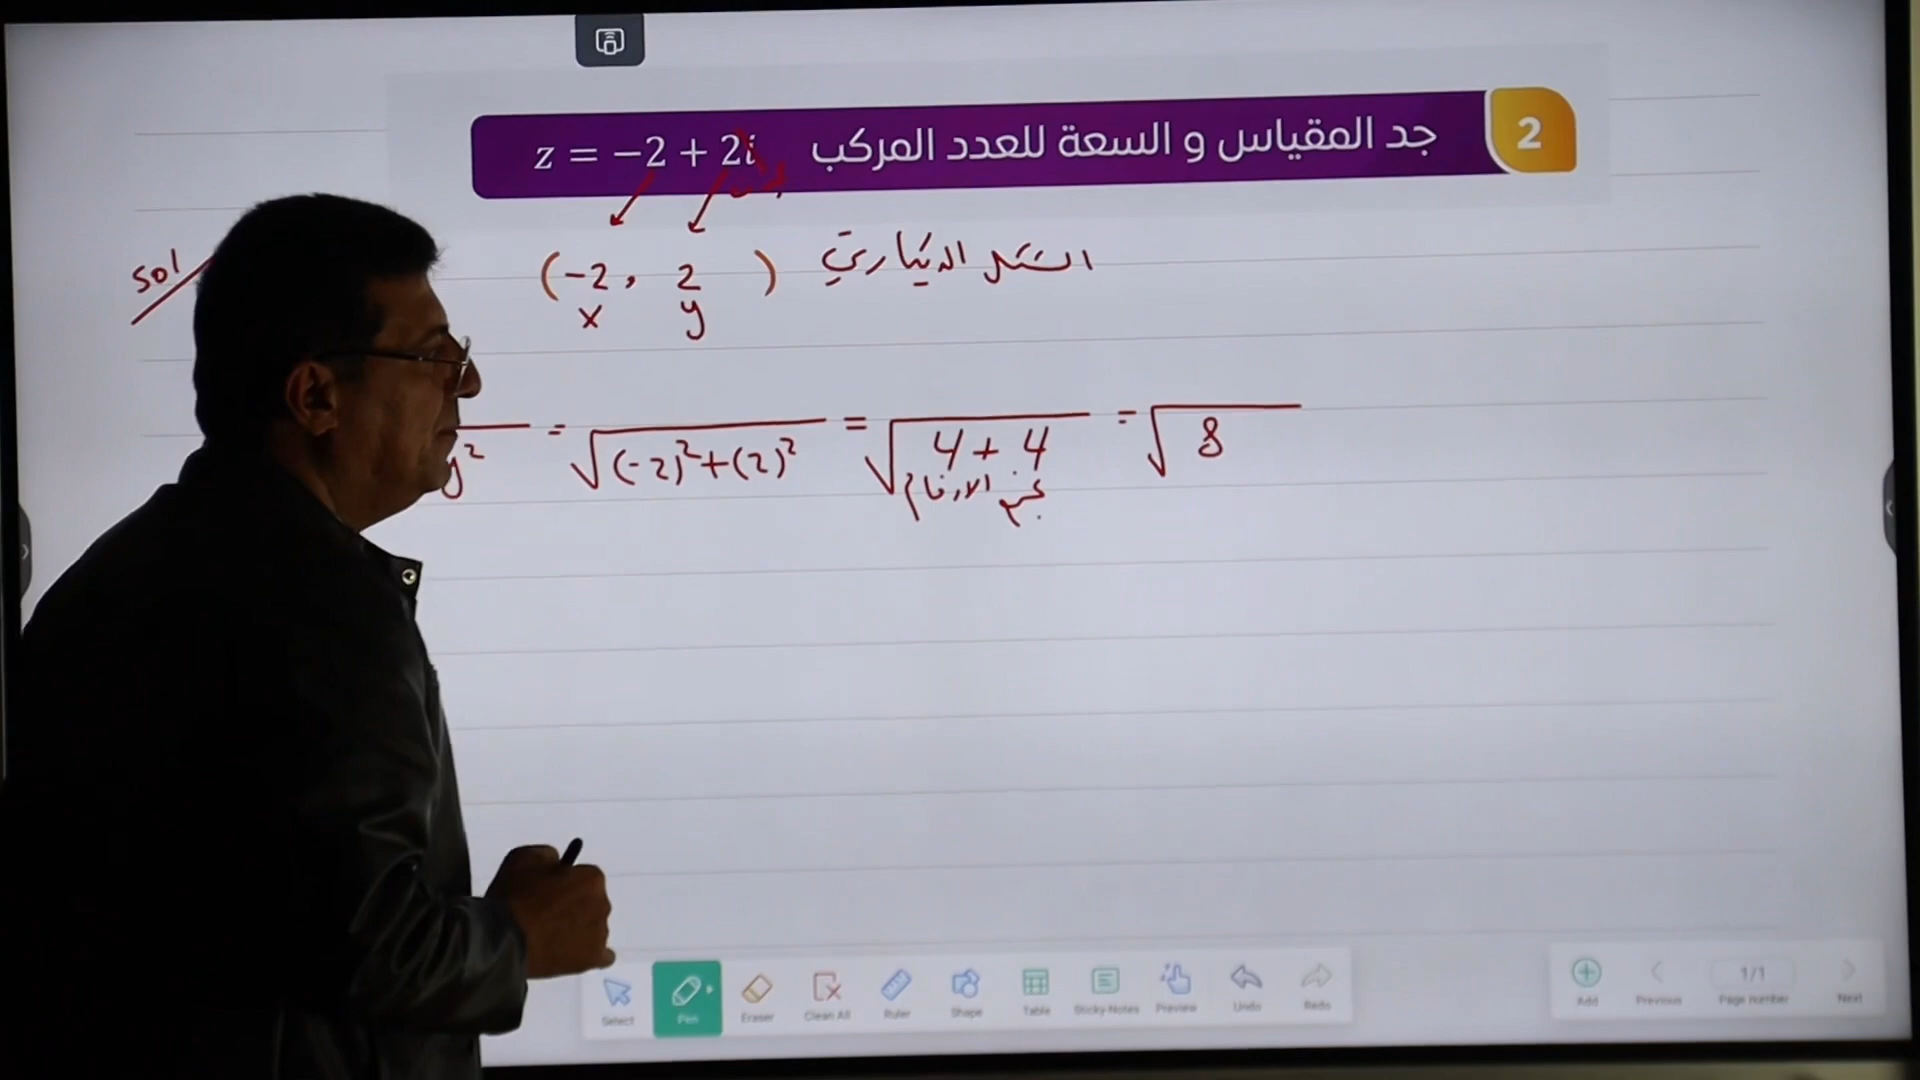 2 جد المقياس و السعة للعدد المركب z = −2 + 2i
sol
(-2, 2) الشكل الديكارتي
x y
y² = √(-2)²+(2)² = √4+4 = √8
نجمع الارقام
Select Pen Eraser Clean All Ruler Shape Table Sticky-Notes Preview Undo Redo
Add Previous 1/1 Page number Next